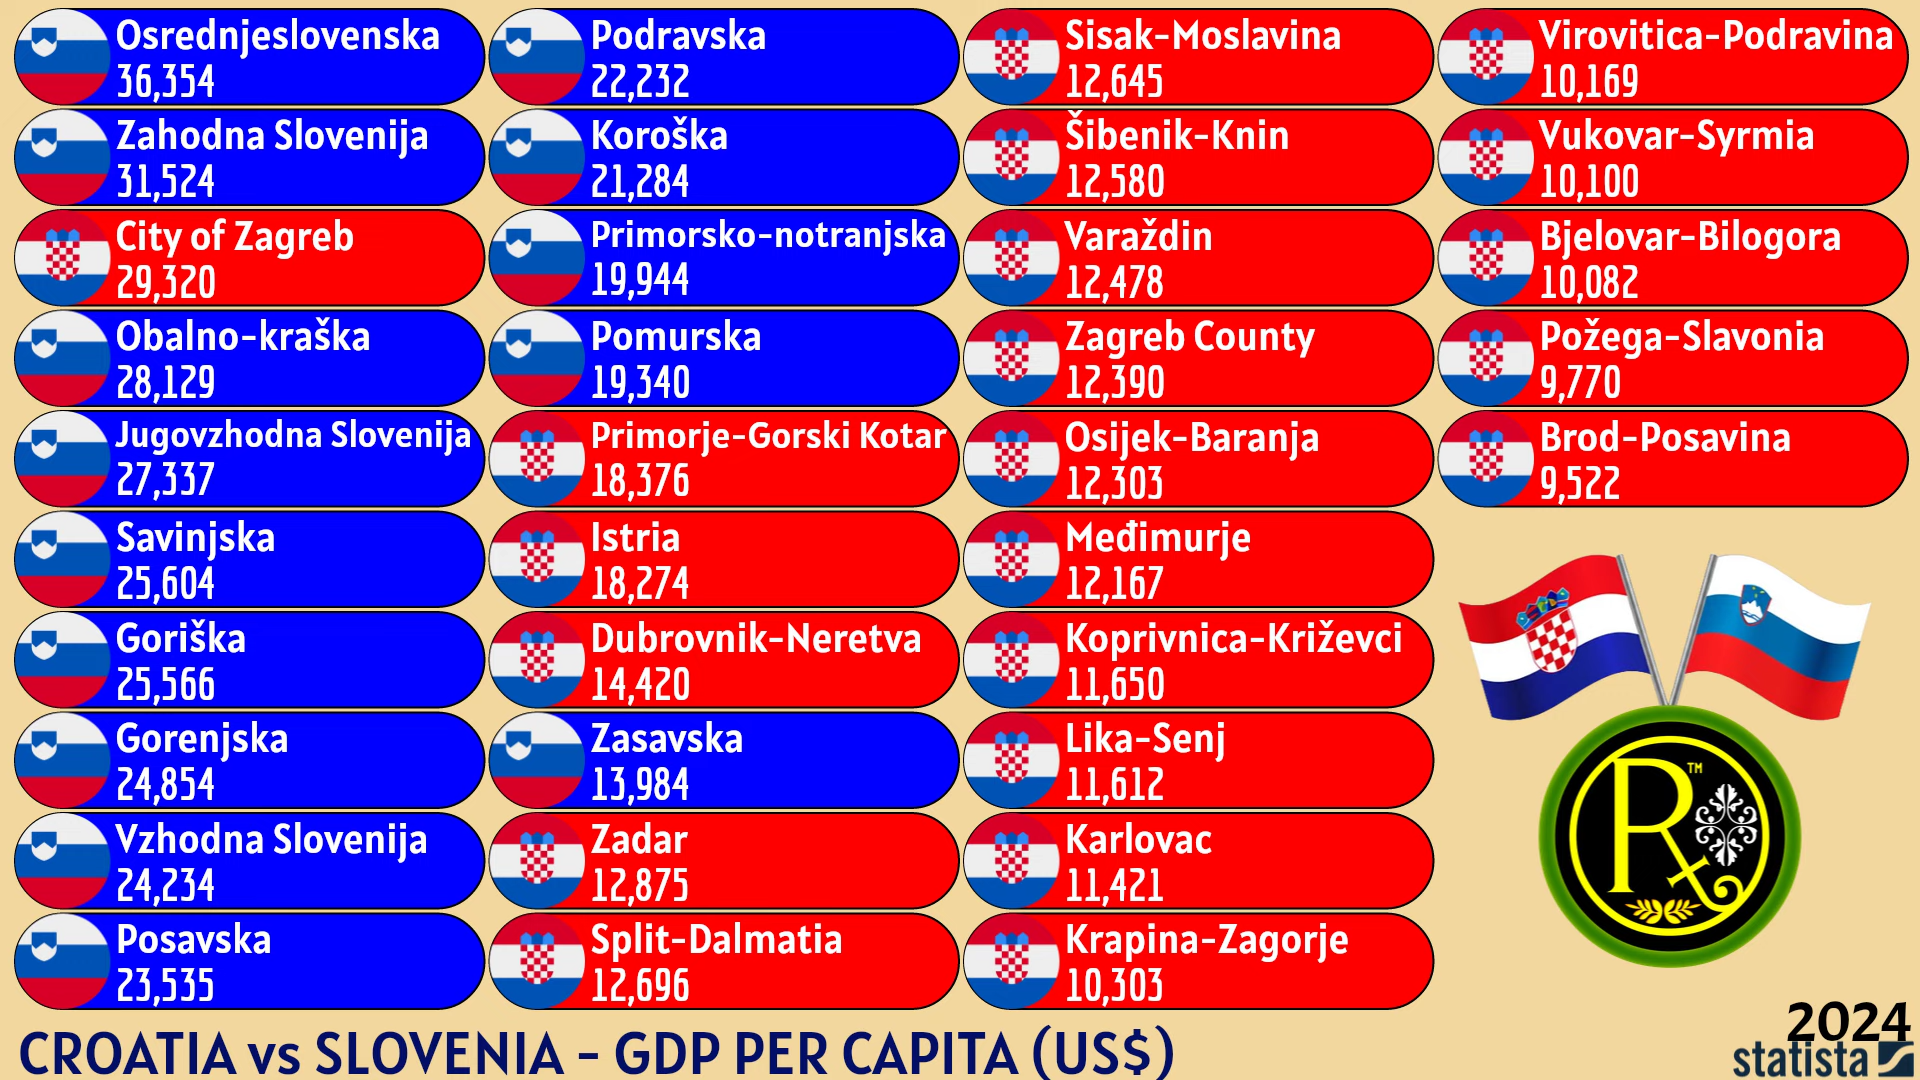 Osrednjeslovenska
36,354
Zahodna Slovenija
31,524
City of Zagreb
29,320
Obalno-kraška
28,129
Jugovzhodna Slovenija
27,337
Savinjska
25,604
Goriška
25,566
Gorenjska
24,854
Vzhodna Slovenija
24,234
Posavska
23,535
Podravska
22,232
Koroška
21,284
Primorsko-notranjska
19,944
Pomurska
19,340
Primorje-Gorski Kotar
18,376
Istria
18,274
Dubrovnik-Neretva
14,420
Zasavska
13,984
Zadar
12,875
Split-Dalmatia
12,696
Sisak-Moslavina
12,645
Šibenik-Knin
12,580
Varaždin
12,478
Zagreb County
12,390
Osijek-Baranja
12,303
Međimurje
12,167
Koprivnica-Križevci
11,650
Lika-Senj
11,612
Karlovac
11,421
Krapina-Zagorje
10,303
Virovitica-Podravina
10,169
Vukovar-Syrmia
10,100
Bjelovar-Bilogora
10,082
Požega-Slavonia
9,770
Brod-Posavina
9,522
Rx™
2024
statista
CROATIA vs SLOVENIA - GDP PER CAPITA (US$)